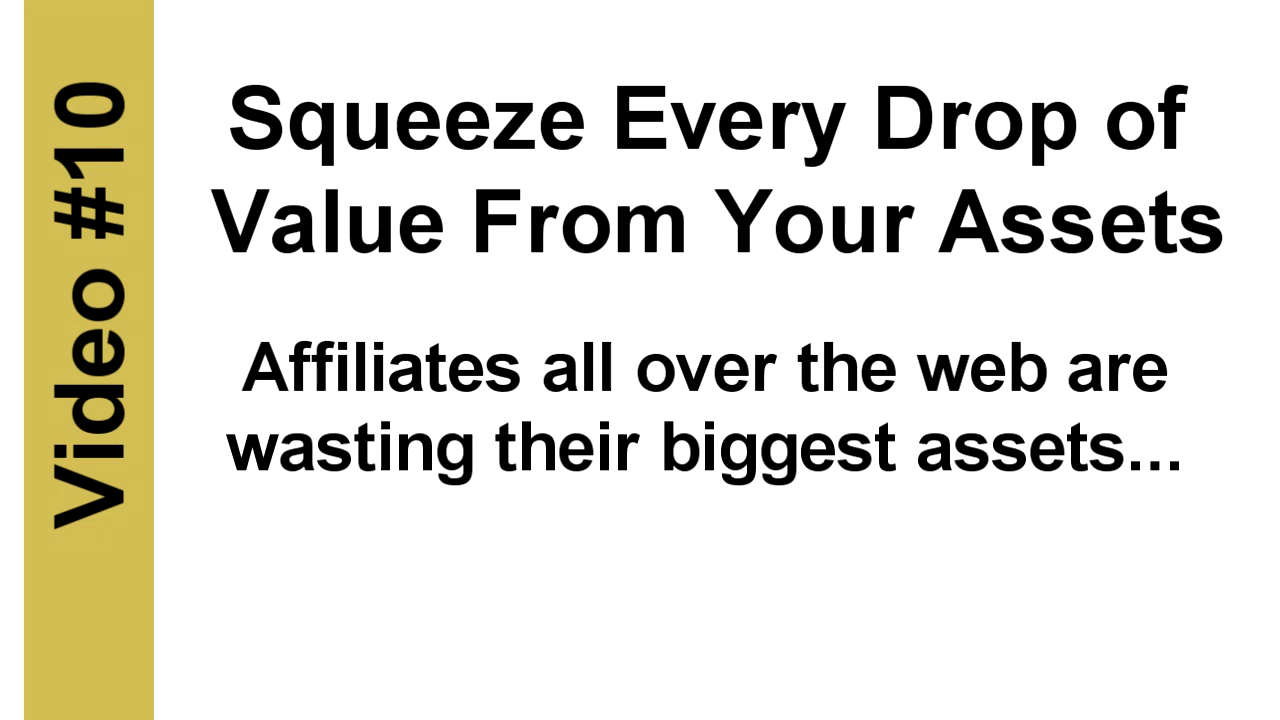 Video #10
Squeeze Every Drop of
Value From Your Assets
Affiliates all over the web are
wasting their biggest assets...